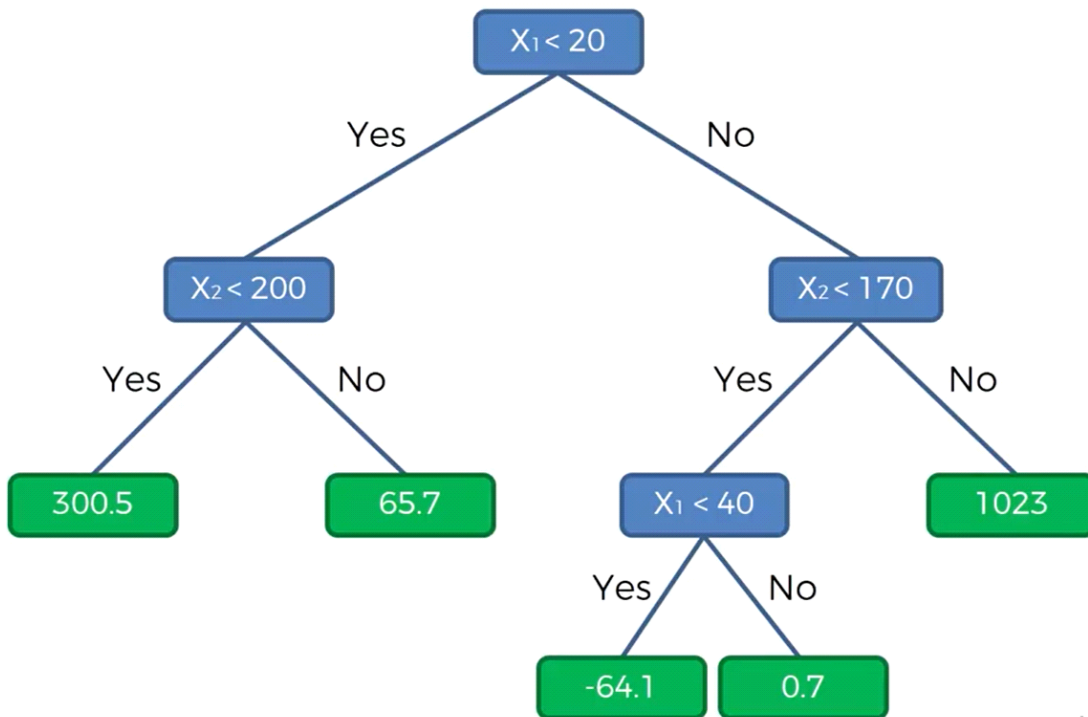 X₁ < 20
Yes
No
X₂ < 200
X₂ < 170
Yes
No
Yes
No
300.5
65.7
X₁ < 40
1023
Yes
No
-64.1
0.7